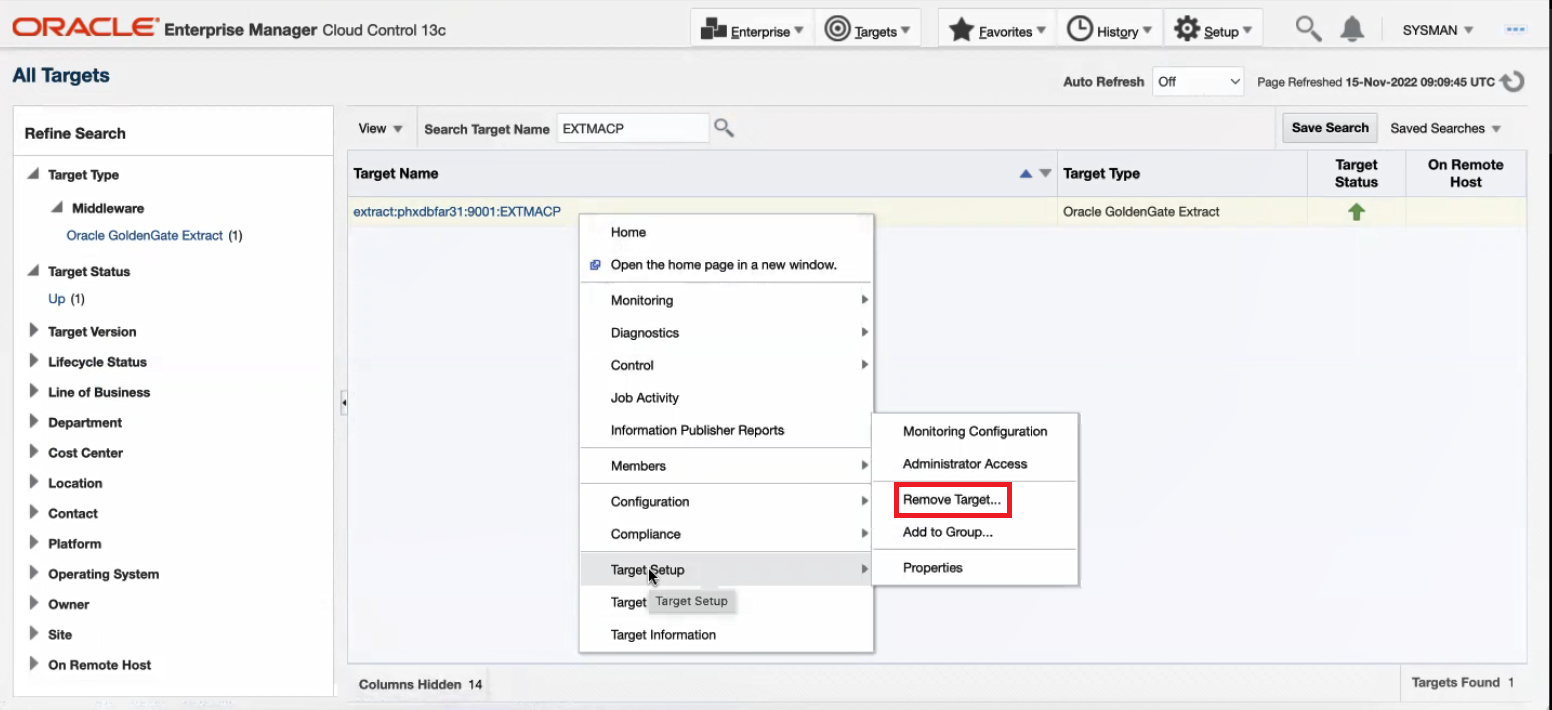 ORACLE Enterprise Manager Cloud Control 13c
Enterprise Targets Favorites History Setup SYSMAN
All Targets
Auto Refresh Off Page Refreshed 15-Nov-2022 09:09:45 UTC
Refine Search
Target Type
Middleware
Oracle GoldenGate Extract (1)
Target Status
Up (1)
Target Version
Lifecycle Status
Line of Business
Department
Cost Center
Location
Contact
Platform
Operating System
Owner
Site
On Remote Host
View Search Target Name EXTMACP Save Search Saved Searches
Target Name Target Type Target Status On Remote Host
extract:phxdbfar31:9001:EXTMACP Oracle GoldenGate Extract
Home
Open the home page in a new window.
Monitoring
Diagnostics
Control
Job Activity
Information Publisher Reports
Members
Configuration
Compliance
Target Setup
Target
Target Setup
Target Information
Monitoring Configuration
Administrator Access
Remove Target...
Add to Group...
Properties
Columns Hidden 14
Targets Found 1